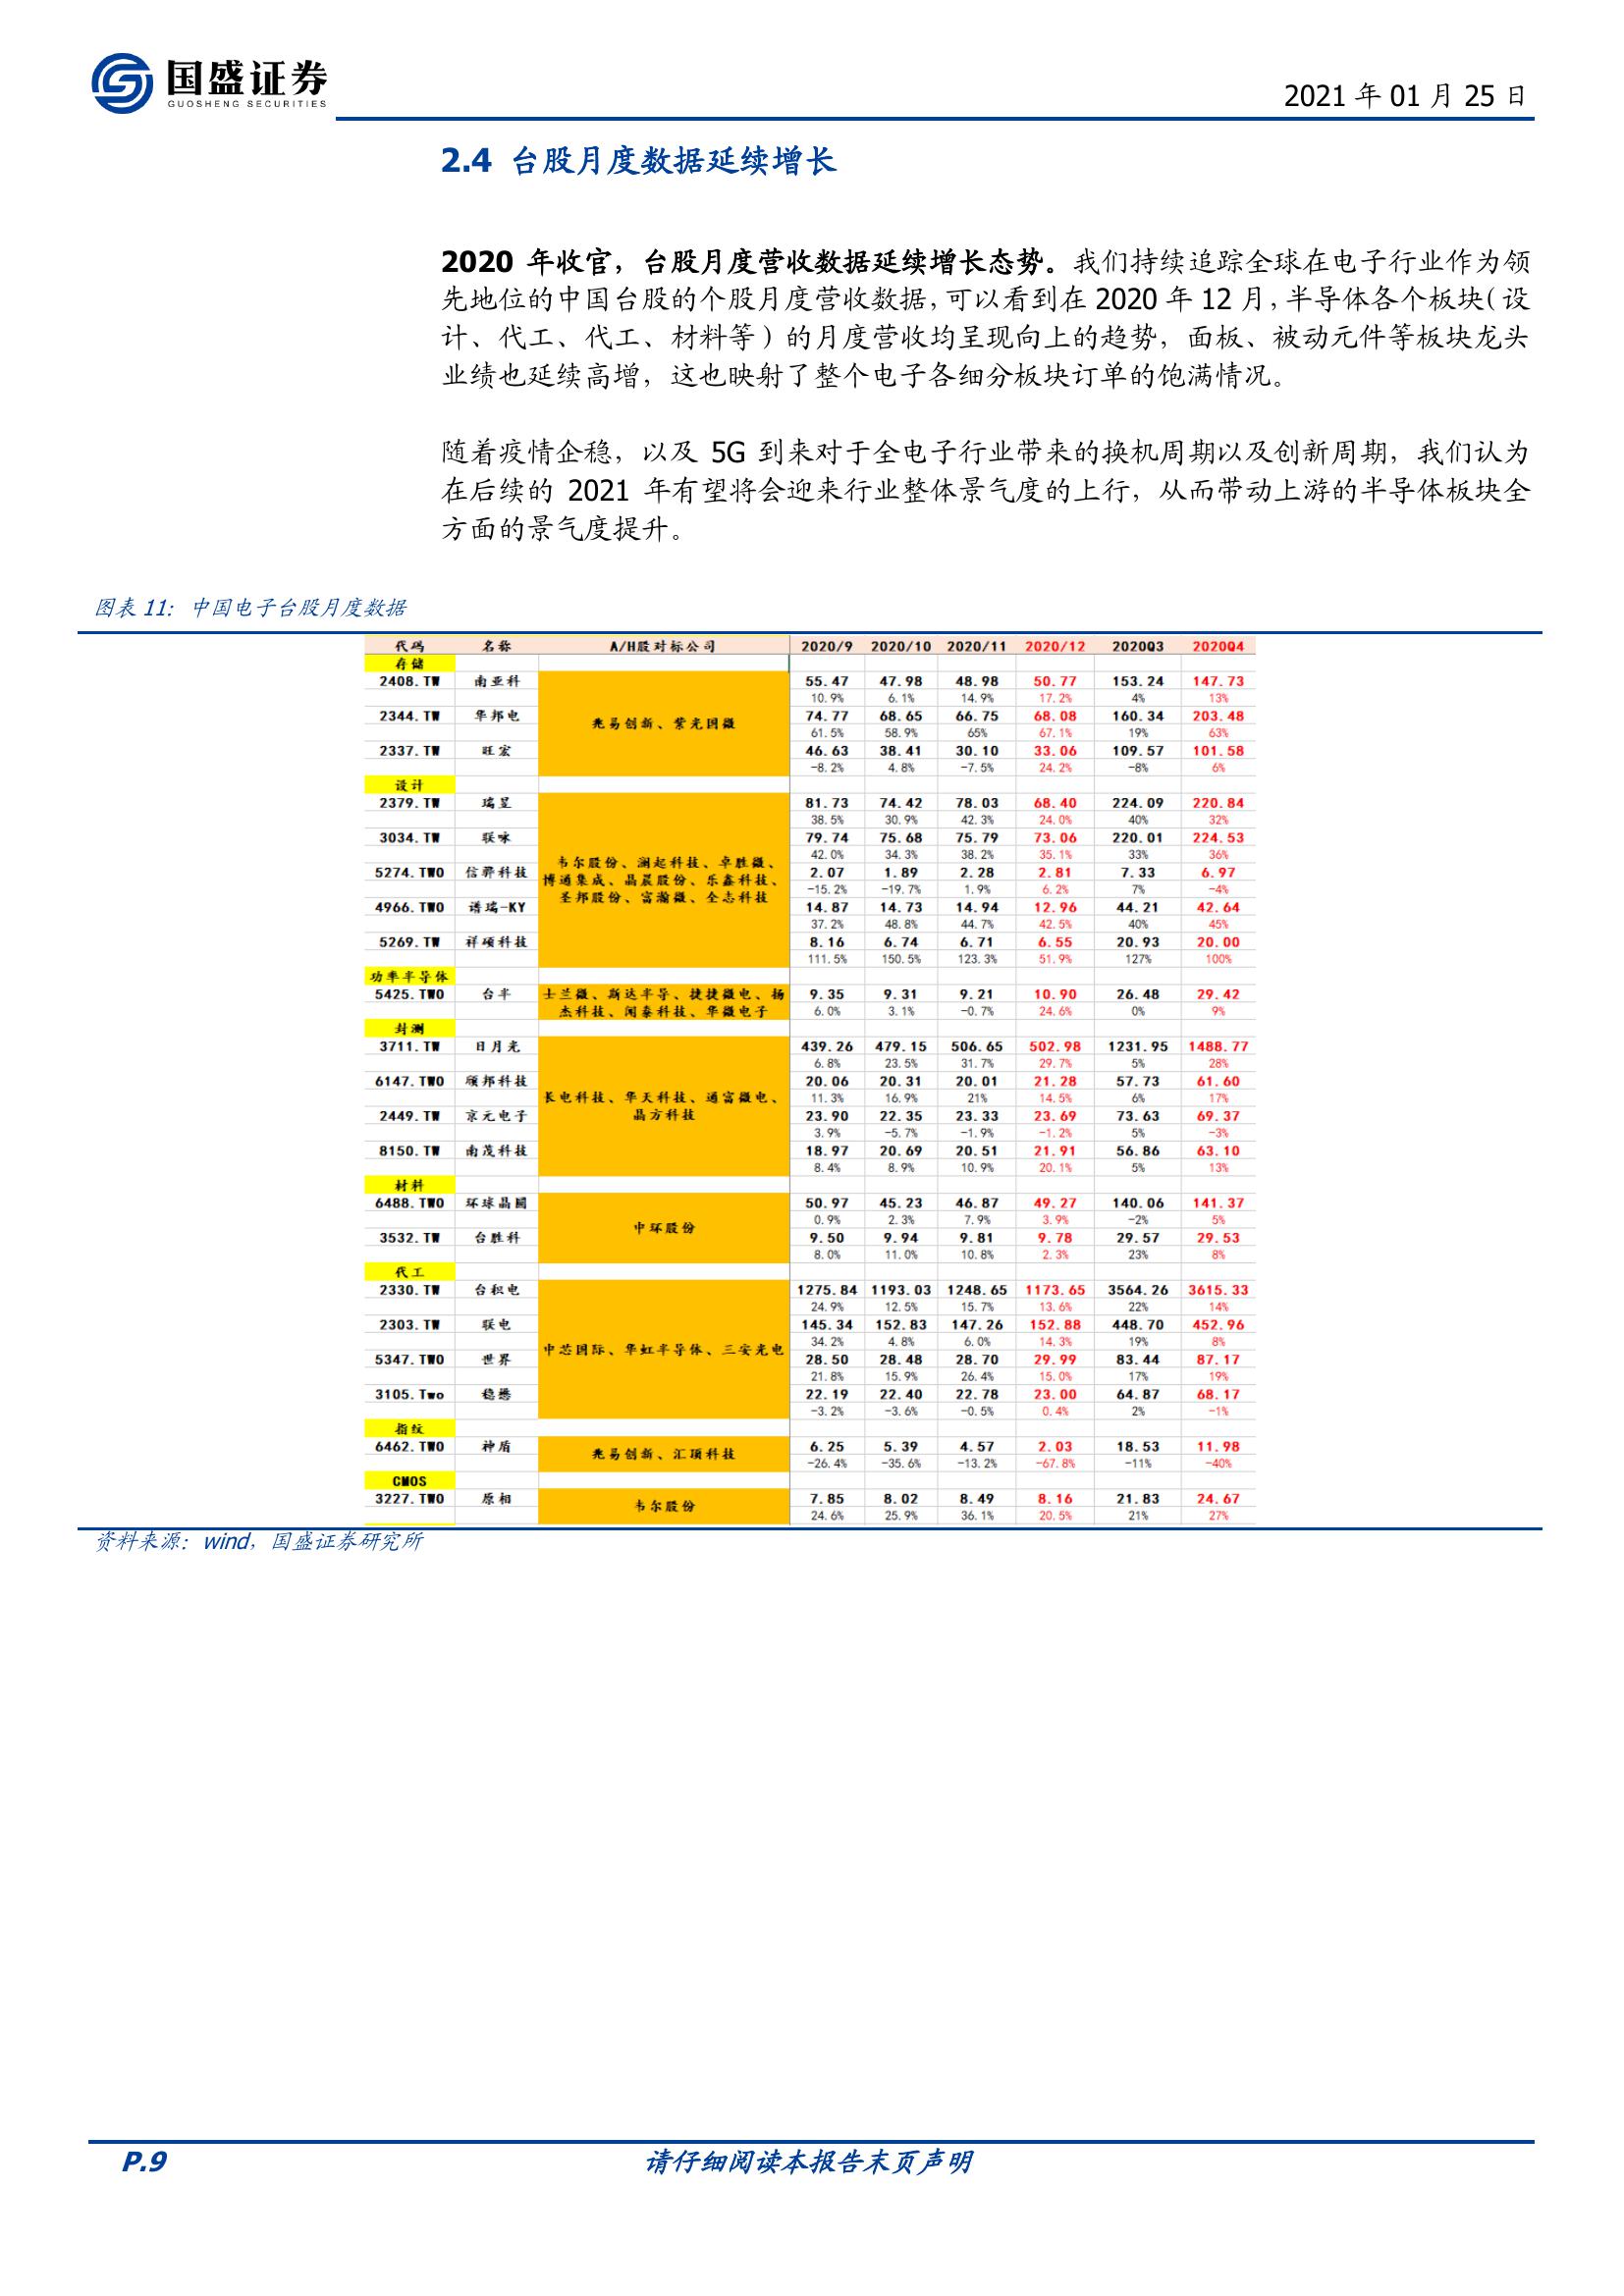 国盛证券
GUOSHENG SECURITIES
2021 年 01 月 25 日
2.4 台股月度数据延续增长
2020 年收官，台股月度营收数据延续增长态势。我们持续追踪全球在电子行业作为领
先地位的中国台股的个股月度营收数据，可以看到在 2020 年 12 月，半导体各个板块（设
计、代工、代工、材料等）的月度营收均呈现向上的趋势，面板、被动元件等板块龙头
业绩也延续高增，这也映射了整个电子各细分板块订单的饱满情况。
随着疫情企稳，以及 5G 到来对于全电子行业带来的换机周期以及创新周期，我们认为
在后续的 2021 年有望将会迎来行业整体景气度的上行，从而带动上游的半导体板块全
方面的景气度提升。
图表 11：中国电子台股月度数据
代码 名称 A/H股对标公司 2020/9 2020/10 2020/11 2020/12 2020Q3 2020Q4
存储
2408.TW 南亚科 55.47 47.98 48.98 50.77 153.24 147.73
10.9% 6.1% 14.9% 17.2% 4% 13%
2344.TW 华邦电 74.77 68.65 66.75 68.08 160.34 203.48
兆易创新、紫光国微
61.5% 58.9% 65% 67.1% 19% 63%
2337.TW 旺宏 46.63 38.41 30.10 33.06 109.57 101.58
-8.2% 4.8% -7.5% 24.2% -8% 6%
设计
2379.TW 瑞昱 81.73 74.42 78.03 68.40 224.09 220.84
38.5% 30.9% 42.3% 24.0% 40% 32%
3034.TW 联咏 79.74 75.68 75.79 73.06 220.01 224.53
42.0% 34.3% 38.2% 35.1% 33% 36%
韦尔股份、澜起科技、卓胜微、
博通集成、晶晨股份、乐鑫科技、
圣邦股份、富瀚微、全志科技
5274.TWO 信骅科技 2.07 1.89 2.28 2.81 7.33 6.97
-15.2% -19.7% 1.9% 6.2% 7% -4%
4966.TWO 谱瑞-KY 14.87 14.73 14.94 12.96 44.21 42.64
37.2% 48.8% 44.7% 42.5% 40% 45%
5269.TW 祥硕科技 8.16 6.74 6.71 6.55 20.93 20.00
111.5% 150.5% 123.3% 51.9% 127% 100%
功率半导体
5425.TWO 台半 士兰微、斯达半导、捷捷微电、扬 9.35 9.31 9.21 10.90 26.48 29.42
杰科技、闻泰科技、华微电子 6.0% 3.1% -0.7% 24.6% 0% 9%
封测
3711.TW 日月光 439.26 479.15 506.65 502.98 1231.95 1488.77
6.8% 23.5% 31.7% 29.7% 5% 28%
6147.TWO 颀邦科技 20.06 20.31 20.01 21.28 57.73 61.60
长电科技、华天科技、通富微电、 11.3% 16.9% 21% 14.5% 6% 17%
2449.TW 京元电子 晶方科技 23.90 22.35 23.33 23.69 73.63 69.37
3.9% -5.7% -1.9% -1.2% 5% -3%
8150.TW 南茂科技 18.97 20.69 20.51 21.91 56.86 63.10
8.4% 8.9% 10.9% 20.1% 5% 13%
材料
6488.TWO 环球晶圆 50.97 45.23 46.87 49.27 140.06 141.37
0.9% 2.3% 7.9% 3.9% -2% 5%
中环股份
3532.TW 台胜科 9.50 9.94 9.81 9.78 29.57 29.53
8.0% 11.0% 10.8% 2.3% 23% 8%
代工
2330.TW 台积电 1275.84 1193.03 1248.65 1173.65 3564.26 3615.33
24.9% 12.5% 15.7% 13.6% 22% 14%
2303.TW 联电 145.34 152.83 147.26 152.88 448.70 452.96
34.2% 4.8% 6.0% 14.3% 19% 8%
中芯国际、华虹半导体、三安光电
5347.TWO 世界 28.50 28.48 28.70 29.99 83.44 87.17
21.8% 15.9% 26.4% 15.0% 17% 19%
3105.Two 稳懋 22.19 22.40 22.78 23.00 64.87 68.17
-3.2% -3.6% -0.5% 0.4% 2% -1%
指纹
6462.TWO 神盾 兆易创新、汇顶科技 6.25 5.39 4.57 2.03 18.53 11.98
-26.4% -35.6% -13.2% -67.8% -11% -40%
CMOS
3227.TWO 原相 韦尔股份 7.85 8.02 8.49 8.16 21.83 24.67
24.6% 25.9% 36.1% 20.5% 21% 27%
资料来源：wind，国盛证券研究所
P.9 请仔细阅读本报告末页声明